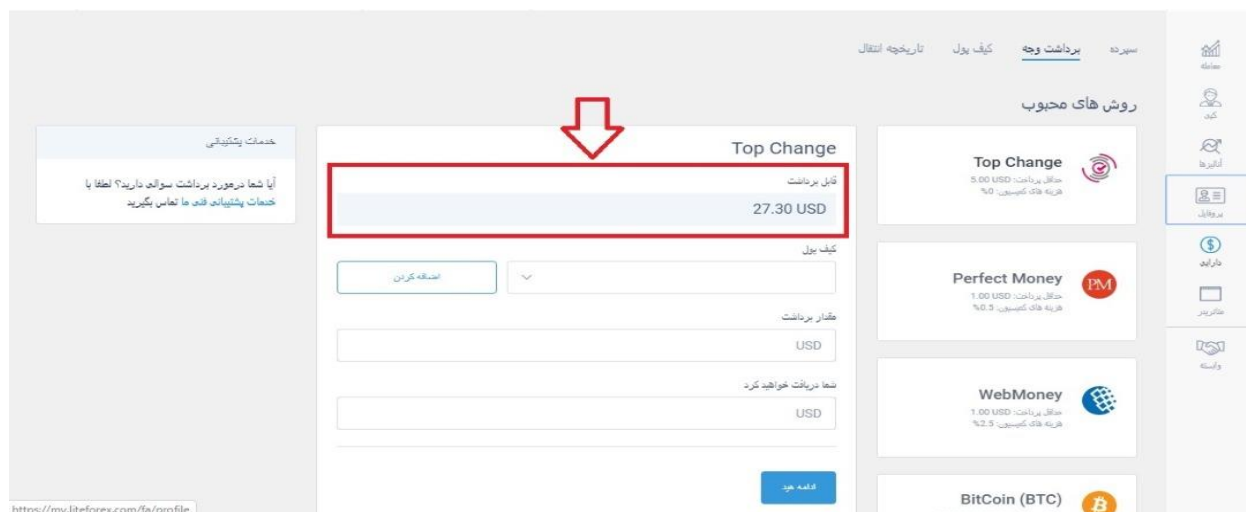 سپرده برداشت وجه کیف پول تاریخچه انتقال
معامله
کپی
آنالیزها
پروفایل
دارایی
متاتریدر
وابسته
روش های محبوب
Top Change
حداقل پرداخت: 5.00 USD
هزینه های کمیسیون: 0%
Perfect Money
حداقل پرداخت: 1.00 USD
هزینه های کمیسیون: 0.5%
WebMoney
حداقل پرداخت: 1.00 USD
هزینه های کمیسیون: 2.5%
BitCoin (BTC)
Top Change
قابل برداشت
27.30 USD
کیف پول
اضافه کردن
مقدار برداشت
USD
شما دریافت خواهید کرد
USD
ادامه هید
خدمات پشتیبانی
آیا شما درمورد برداشت سوالی دارید؟ لطفا با
خدمات پشتیبانی فنی ما تماس بگیرید
https://my.liteforex.com/fa/profile